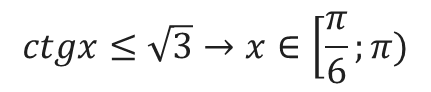 ctgx ≤ √3 → x ∈ [π/6; π)